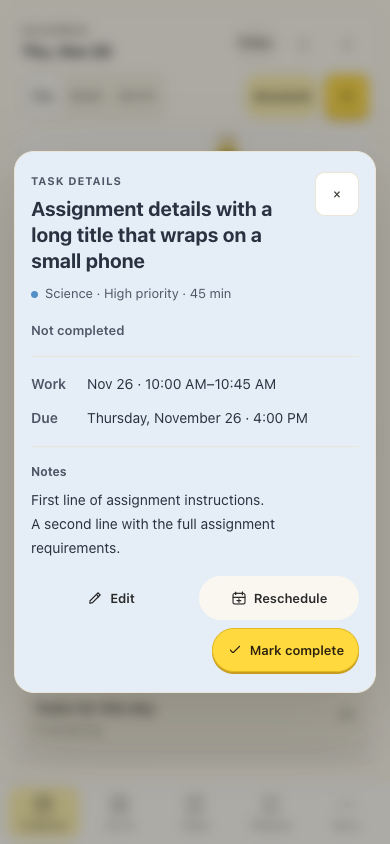 TASK DETAILS
Assignment details with a
long title that wraps on a
small phone
×
Science · High priority · 45 min
Not completed
Work Nov 26 · 10:00 AM–10:45 AM
Due Thursday, November 26 · 4:00 PM
Notes
First line of assignment instructions.
A second line with the full assignment
requirements.
Edit Reschedule
Mark complete